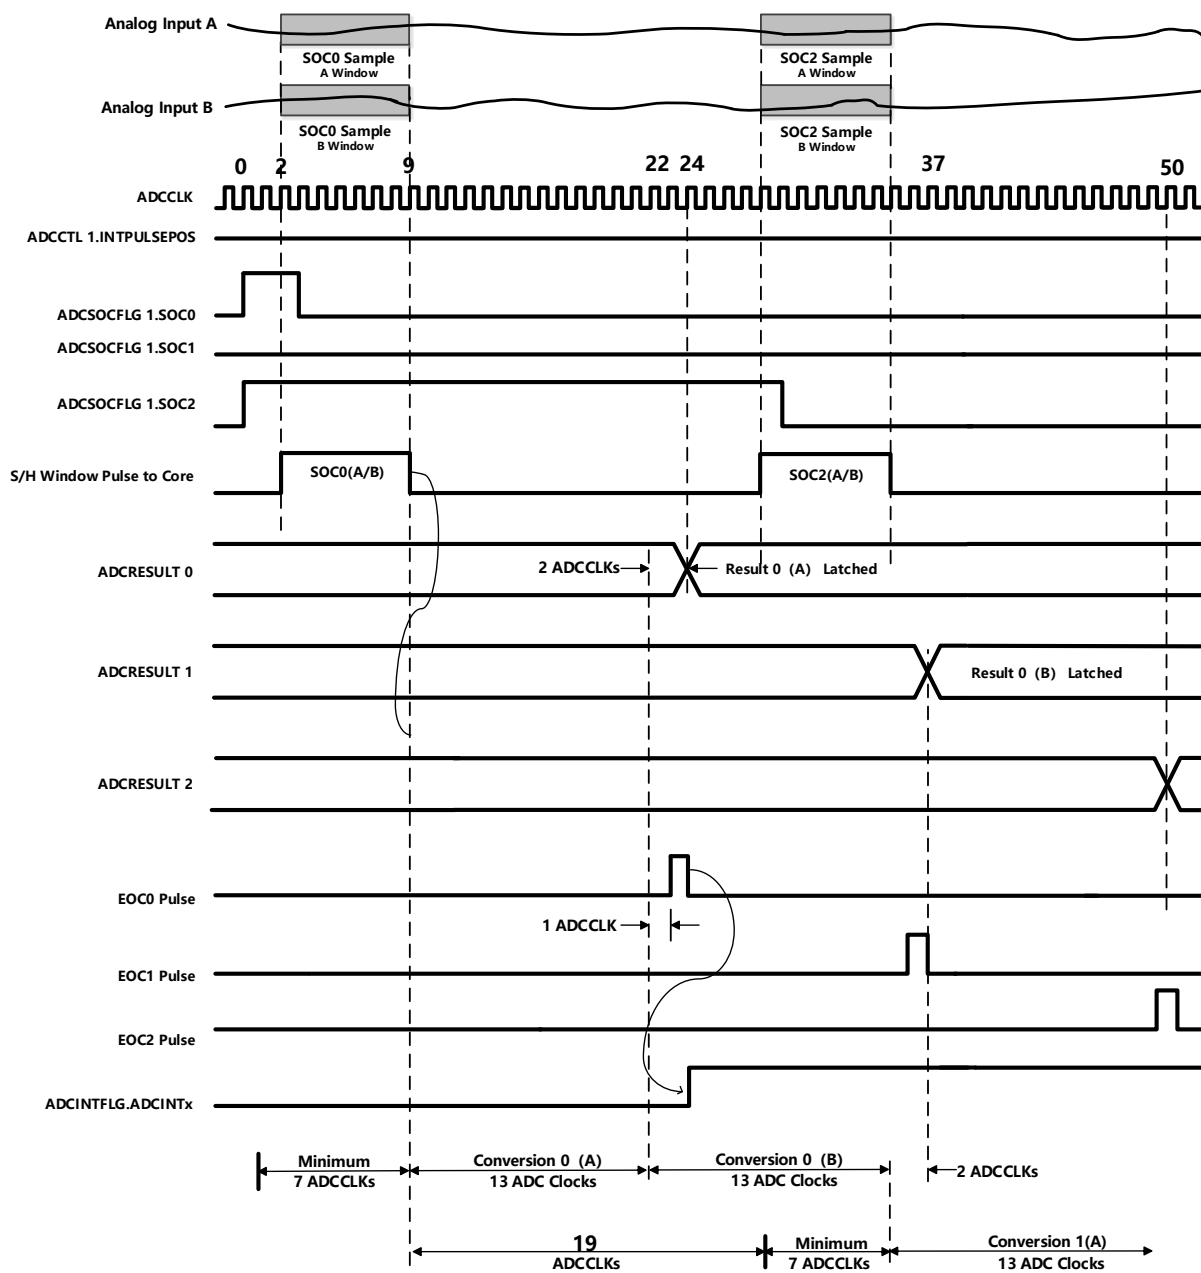 Analog Input A
SOC0 Sample
A Window
SOC2 Sample
A Window
Analog Input B
SOC0 Sample
B Window
SOC2 Sample
B Window
0 2 9 22 24 37 50
ADCCLK
ADCCTL 1.INTPULSEPOS
ADCSOCFLG 1.SOC0
ADCSOCFLG 1.SOC1
ADCSOCFLG 1.SOC2
S/H Window Pulse to Core
SOC0(A/B)
SOC2(A/B)
ADCRESULT 0
2 ADCCLKs
Result 0 (A) Latched
ADCRESULT 1
Result 0 (B) Latched
ADCRESULT 2
EOC0 Pulse
1 ADCCLK
EOC1 Pulse
EOC2 Pulse
ADCINTFLG.ADCINTx
Minimum
7 ADCCLKs
Conversion 0 (A)
13 ADC Clocks
Conversion 0 (B)
13 ADC Clocks
2 ADCCLKs
19
ADCCLKs
Minimum
7 ADCCLKs
Conversion 1(A)
13 ADC Clocks